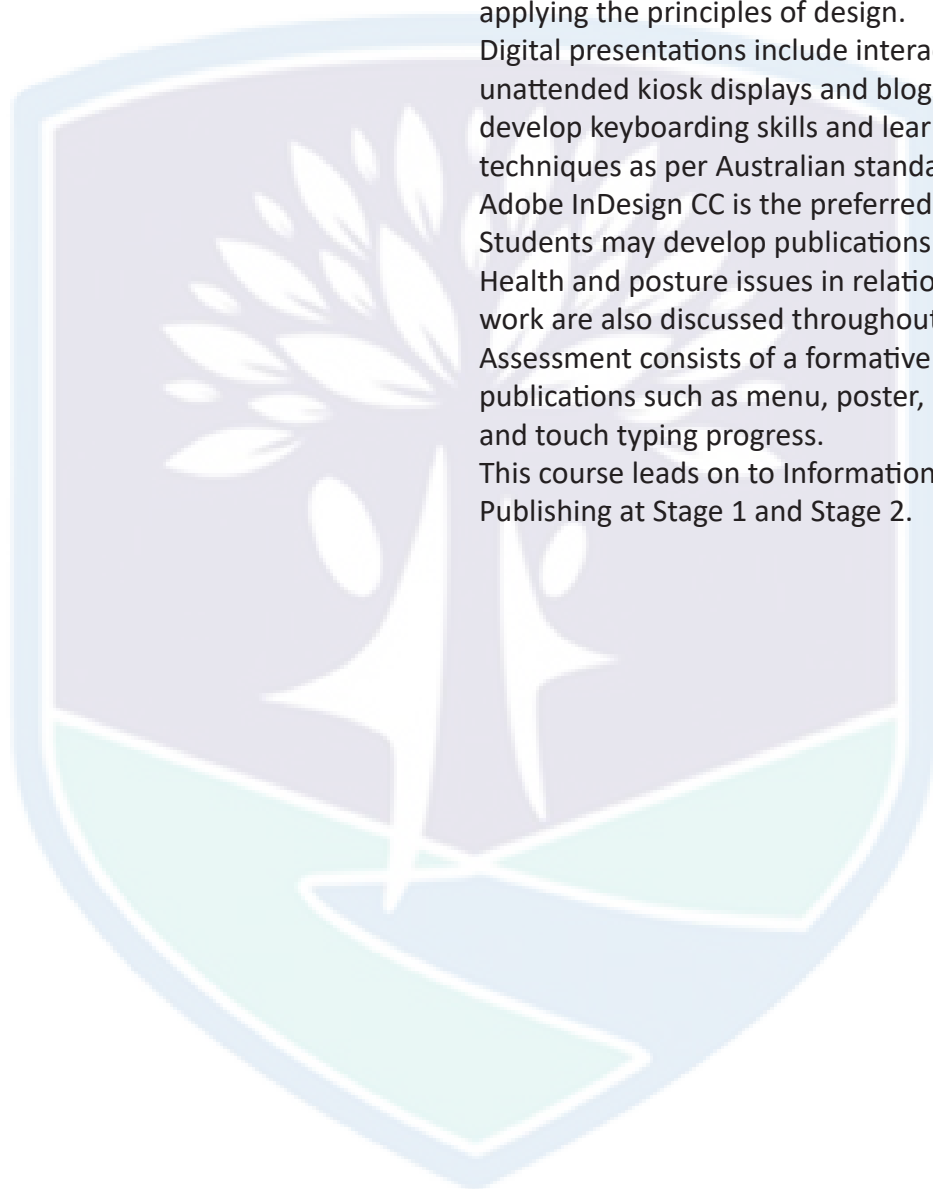 applying the principles of design.
Digital presentations include intera
unattended kiosk displays and blog
develop keyboarding skills and lear
techniques as per Australian standa
Adobe InDesign CC is the preferred
Students may develop publications
Health and posture issues in relatio
work are also discussed throughout
Assessment consists of a formative
publications such as menu, poster,
and touch typing progress.
This course leads on to Information
Publishing at Stage 1 and Stage 2.